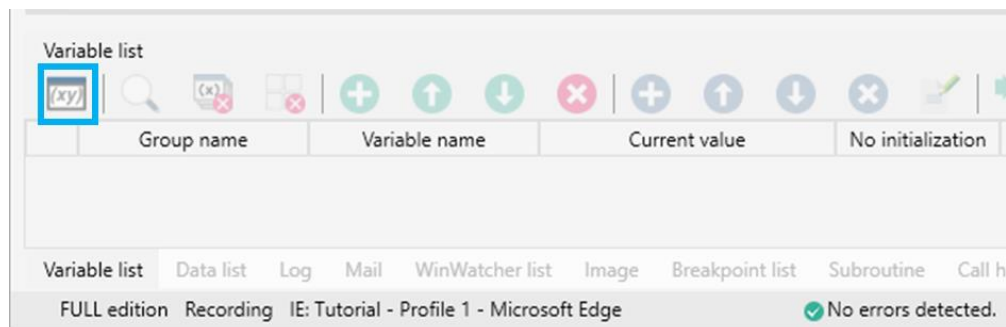 Variable list
(xy) (x)
Group name Variable name Current value No initialization
Variable list Data list Log Mail WinWatcher list Image Breakpoint list Subroutine Call
FULL edition Recording IE: Tutorial - Profile 1 - Microsoft Edge No errors detected.